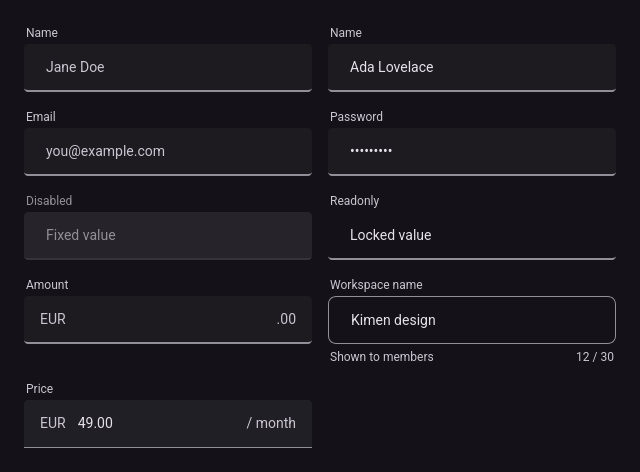 Name
Jane Doe
Name
Ada Lovelace
Email
you@example.com
Password
•••••••••
Disabled
Fixed value
Readonly
Locked value
Amount
EUR .00
Workspace name
Kimen design
Shown to members 12 / 30
Price
EUR 49.00 / month